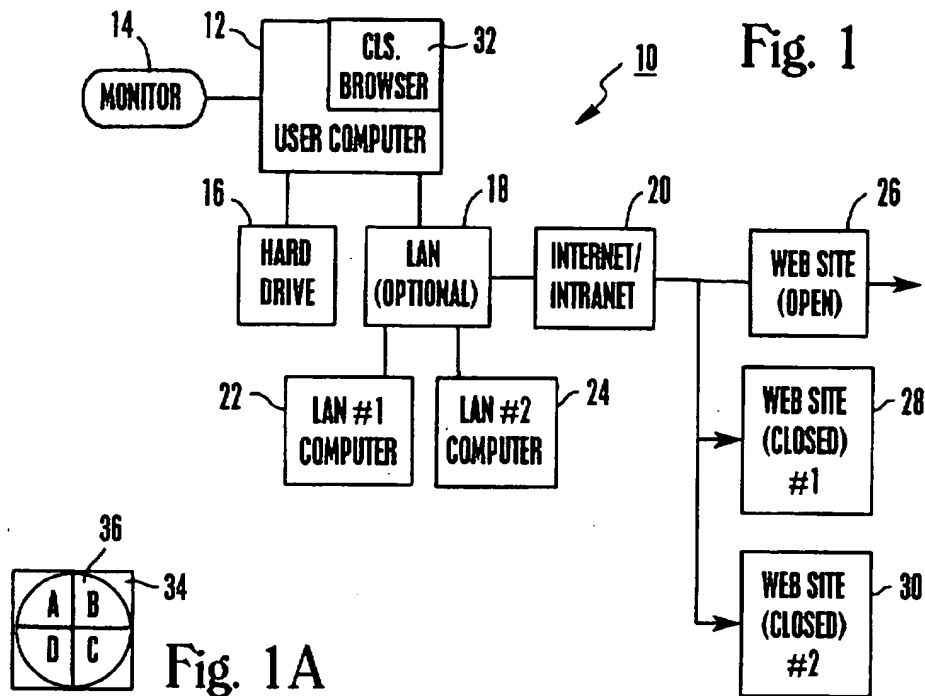 Fig. 1
10
12
CLS.
BROWSER
32
USER COMPUTER
14
MONITOR
16
HARD
DRIVE
18
LAN
(OPTIONAL)
20
INTERNET/
INTRANET
26
WEB SITE
(OPEN)
22
LAN #1
COMPUTER
LAN #2
COMPUTER
24
WEB SITE
(CLOSED)
#1
28
WEB SITE
(CLOSED)
#2
30
36
34
A B
D C
Fig. 1A